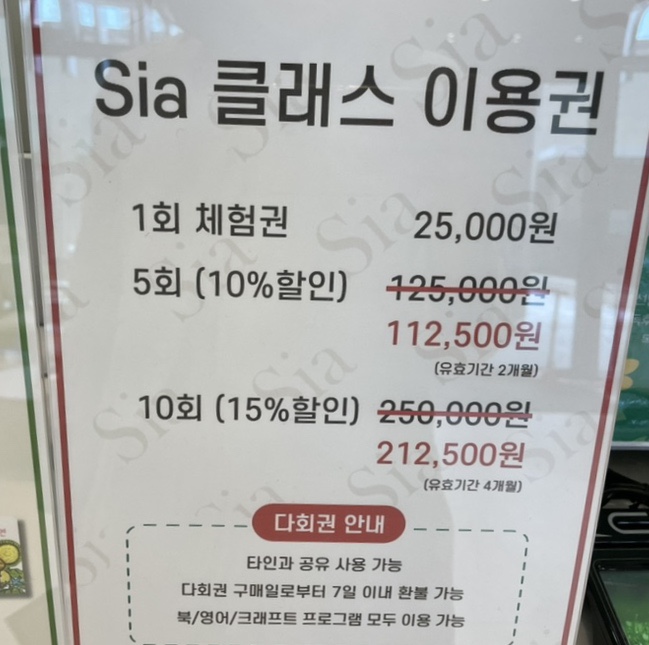 Sia 클래스 이용권
1회 체험권 25,000원
5회 (10%할인) 125,000원
112,500원
(유효기간 2개월)
10회 (15%할인) 250,000원
212,500원
(유효기간 4개월)
다회권 안내
타인과 공유 사용 가능
다회권 구매일로부터 7일 이내 환불 가능
북/영어/크래프트 프로그램 모두 이용 가능